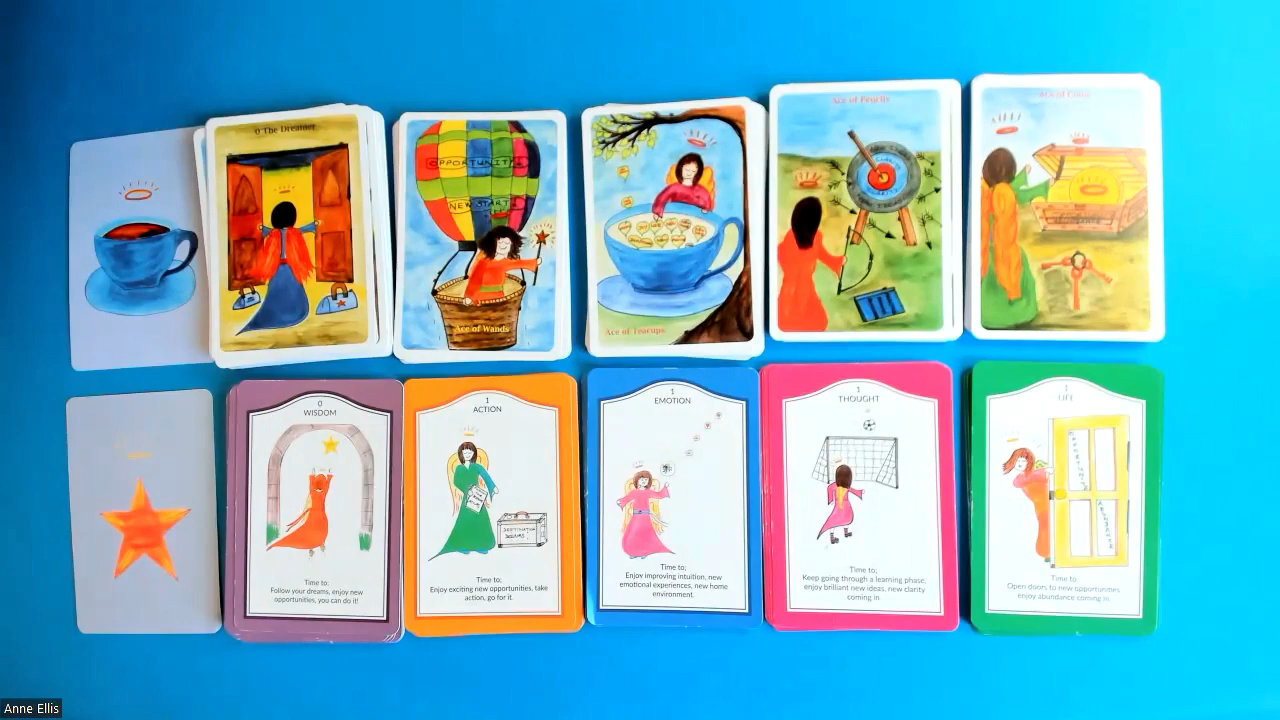 0 The Dreamer
OPPORTUNITY
NEW START
Ace of Wands
Ace of Teacups
Ace of Pencils
0
WISDOM
Time to;
Follow your dreams, enjoy new
opportunities, you can do it!
1
ACTION
DESTINATION
Time to;
Enjoy exciting new opportunities, take
action, go for it.
1
EMOTION
Time to;
Enjoy improving intuition, new
emotional experiences, new home
environment
1
THOUGHT
Time to;
Keep going through a learning phase,
enjoy brilliant new ideas, new clarity
coming in
1
LIFE
Time to
Open doors to new opportunities
enjoy abundance coming in
Anne Ellis